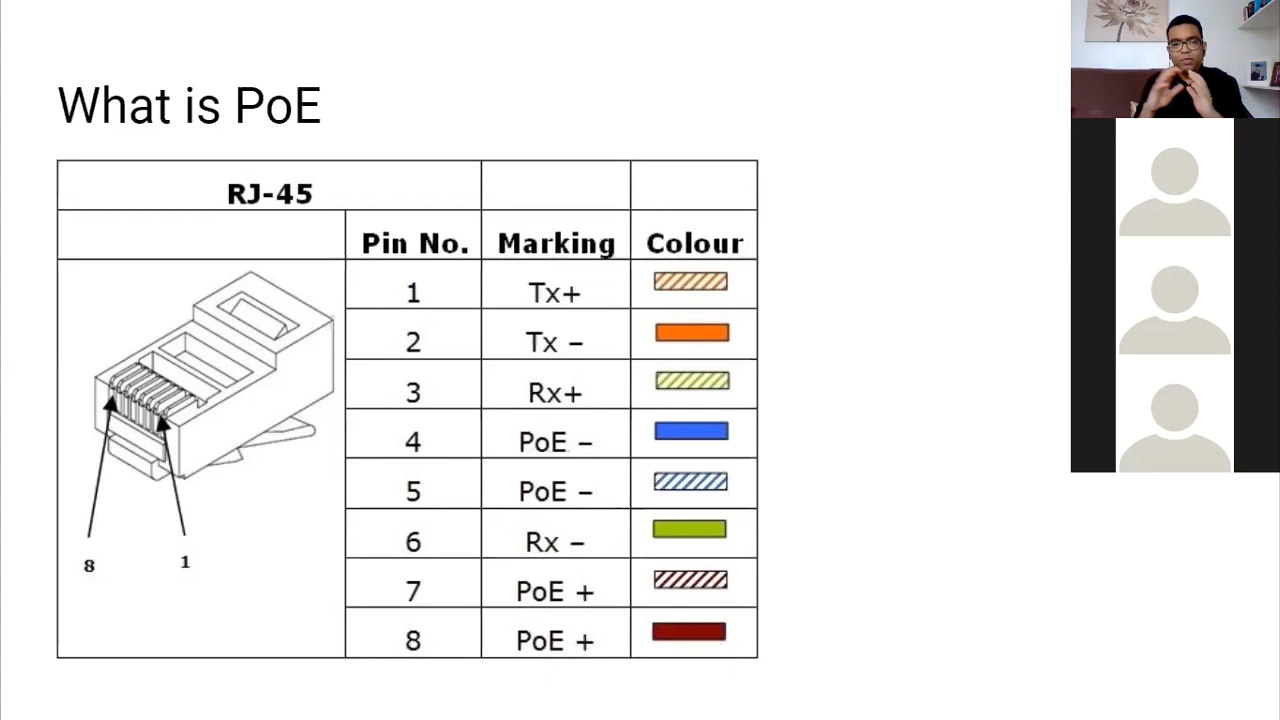 What is PoE
RJ-45
Pin No. Marking Colour
1 Tx+
2 Tx –
3 Rx+
4 PoE –
5 PoE –
6 Rx –
7 PoE +
8 PoE +
8 1